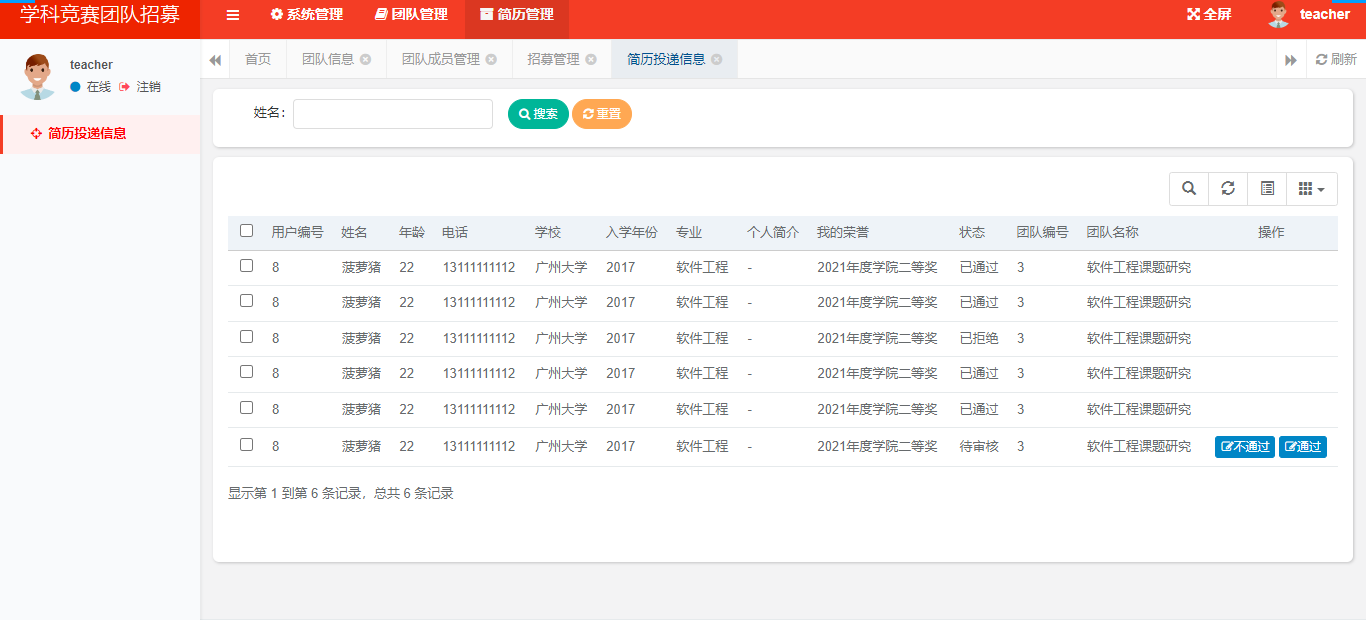 学科竞赛团队招募 系统管理 团队管理 简历管理 全屏 teacher
teacher
在线 注销
首页 团队信息 团队成员管理 招募管理 简历投递信息 刷新
简历投递信息
姓名： 搜索 重置
用户编号 姓名 年龄 电话 学校 入学年份 专业 个人简介 我的荣誉 状态 团队编号 团队名称 操作
8 菠萝猪 22 13111111112 广州大学 2017 软件工程 - 2021年度学院二等奖 已通过 3 软件工程课题研究
8 菠萝猪 22 13111111112 广州大学 2017 软件工程 - 2021年度学院二等奖 已通过 3 软件工程课题研究
8 菠萝猪 22 13111111112 广州大学 2017 软件工程 - 2021年度学院二等奖 已拒绝 3 软件工程课题研究
8 菠萝猪 22 13111111112 广州大学 2017 软件工程 - 2021年度学院二等奖 已通过 3 软件工程课题研究
8 菠萝猪 22 13111111112 广州大学 2017 软件工程 - 2021年度学院二等奖 已通过 3 软件工程课题研究
8 菠萝猪 22 13111111112 广州大学 2017 软件工程 - 2021年度学院二等奖 待审核 3 软件工程课题研究 不通过 通过
显示第 1 到第 6 条记录，总共 6 条记录